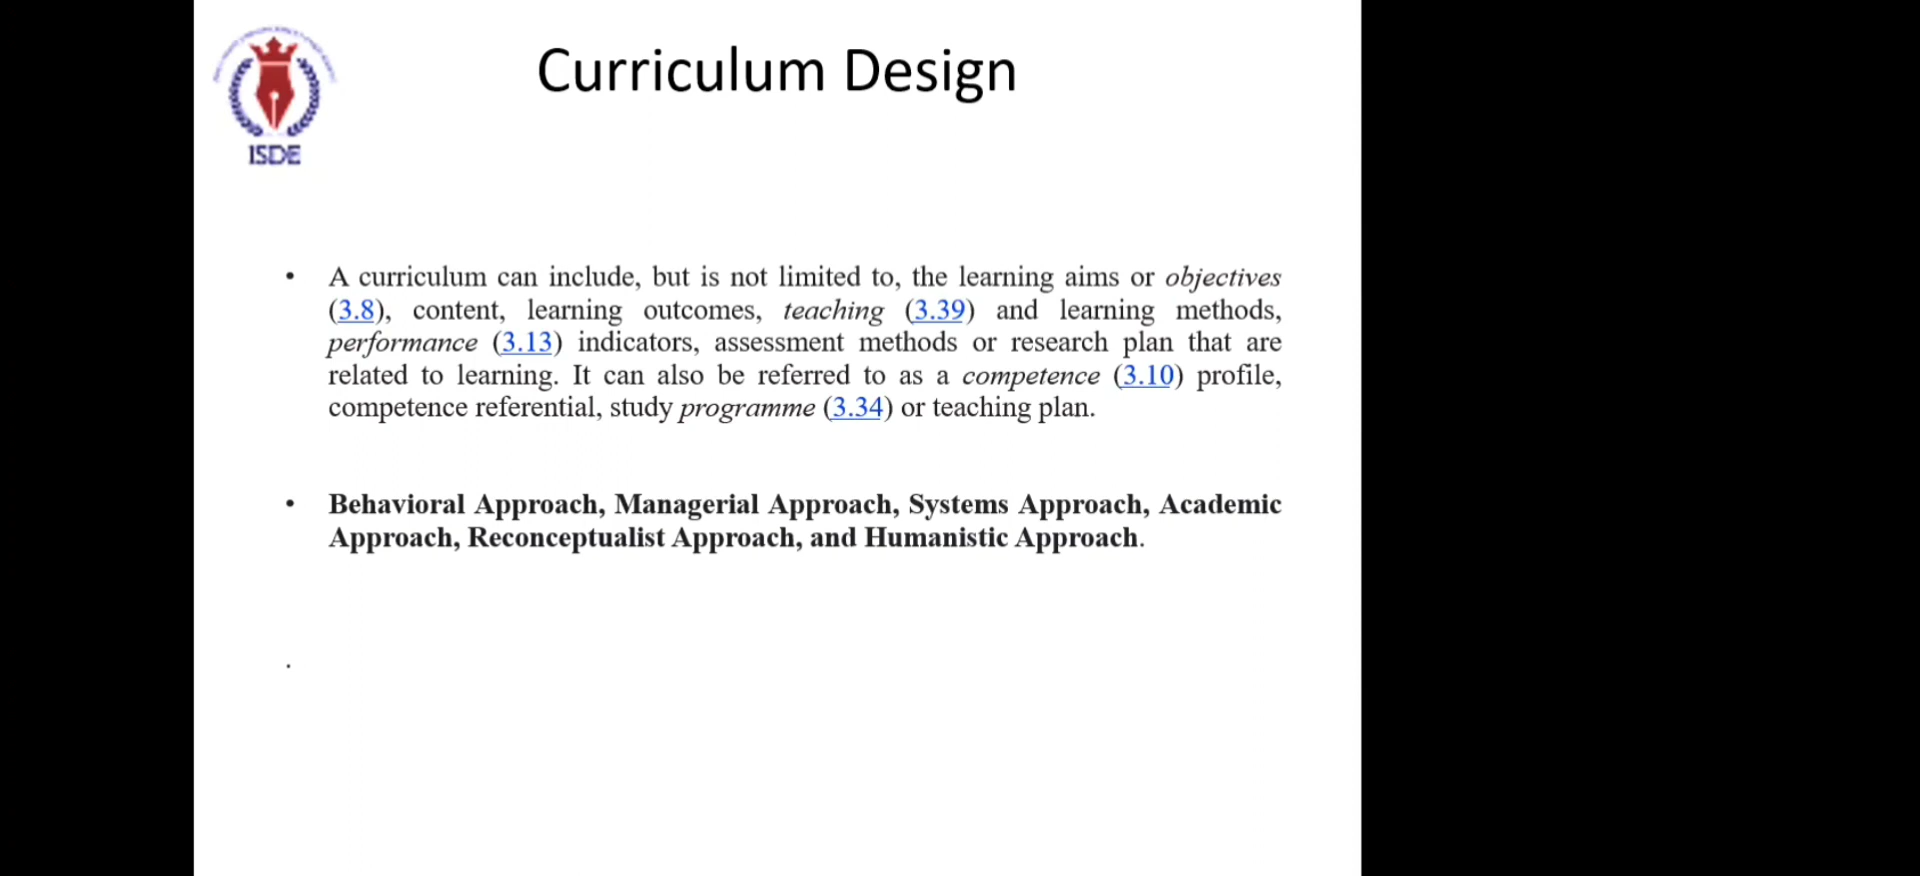 Curriculum Design
ISDE
• A curriculum can include, but is not limited to, the learning aims or objectives
(3.8), content, learning outcomes, teaching (3.39) and learning methods,
performance (3.13) indicators, assessment methods or research plan that are
related to learning. It can also be referred to as a competence (3.10) profile,
competence referential, study programme (3.34) or teaching plan.
• Behavioral Approach, Managerial Approach, Systems Approach, Academic
Approach, Reconceptualist Approach, and Humanistic Approach.
.